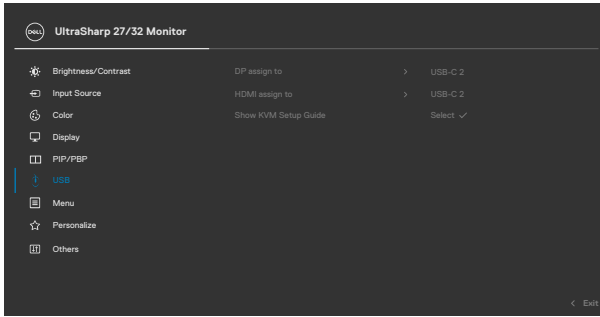 DELL UltraSharp 27/32 Monitor
Brightness/Contrast DP assign to > USB-C 2
Input Source HDMI assign to > USB-C 2
Color Show KVM Setup Guide Select ✓
Display
PIP/PBP
USB
Menu
Personalize
Others
< Exit